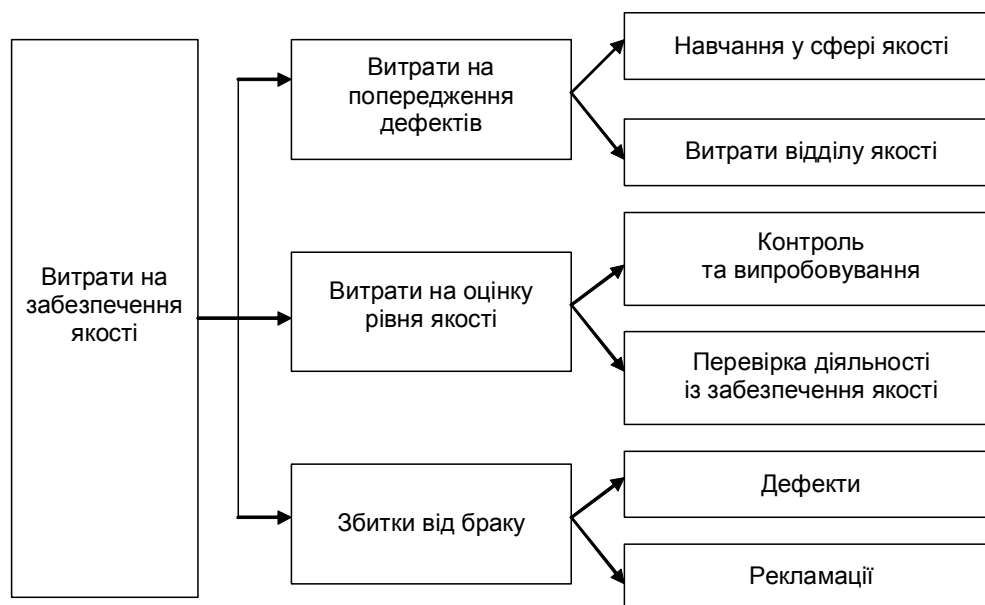 Витрати на
забезпечення
якості
Витрати на
попередження
дефектів
Навчання у сфері якості
Витрати відділу якості
Витрати на оцінку
рівня якості
Контроль
та випробовування
Перевірка діяльності
із забезпечення якості
Збитки від браку
Дефекти
Рекламації